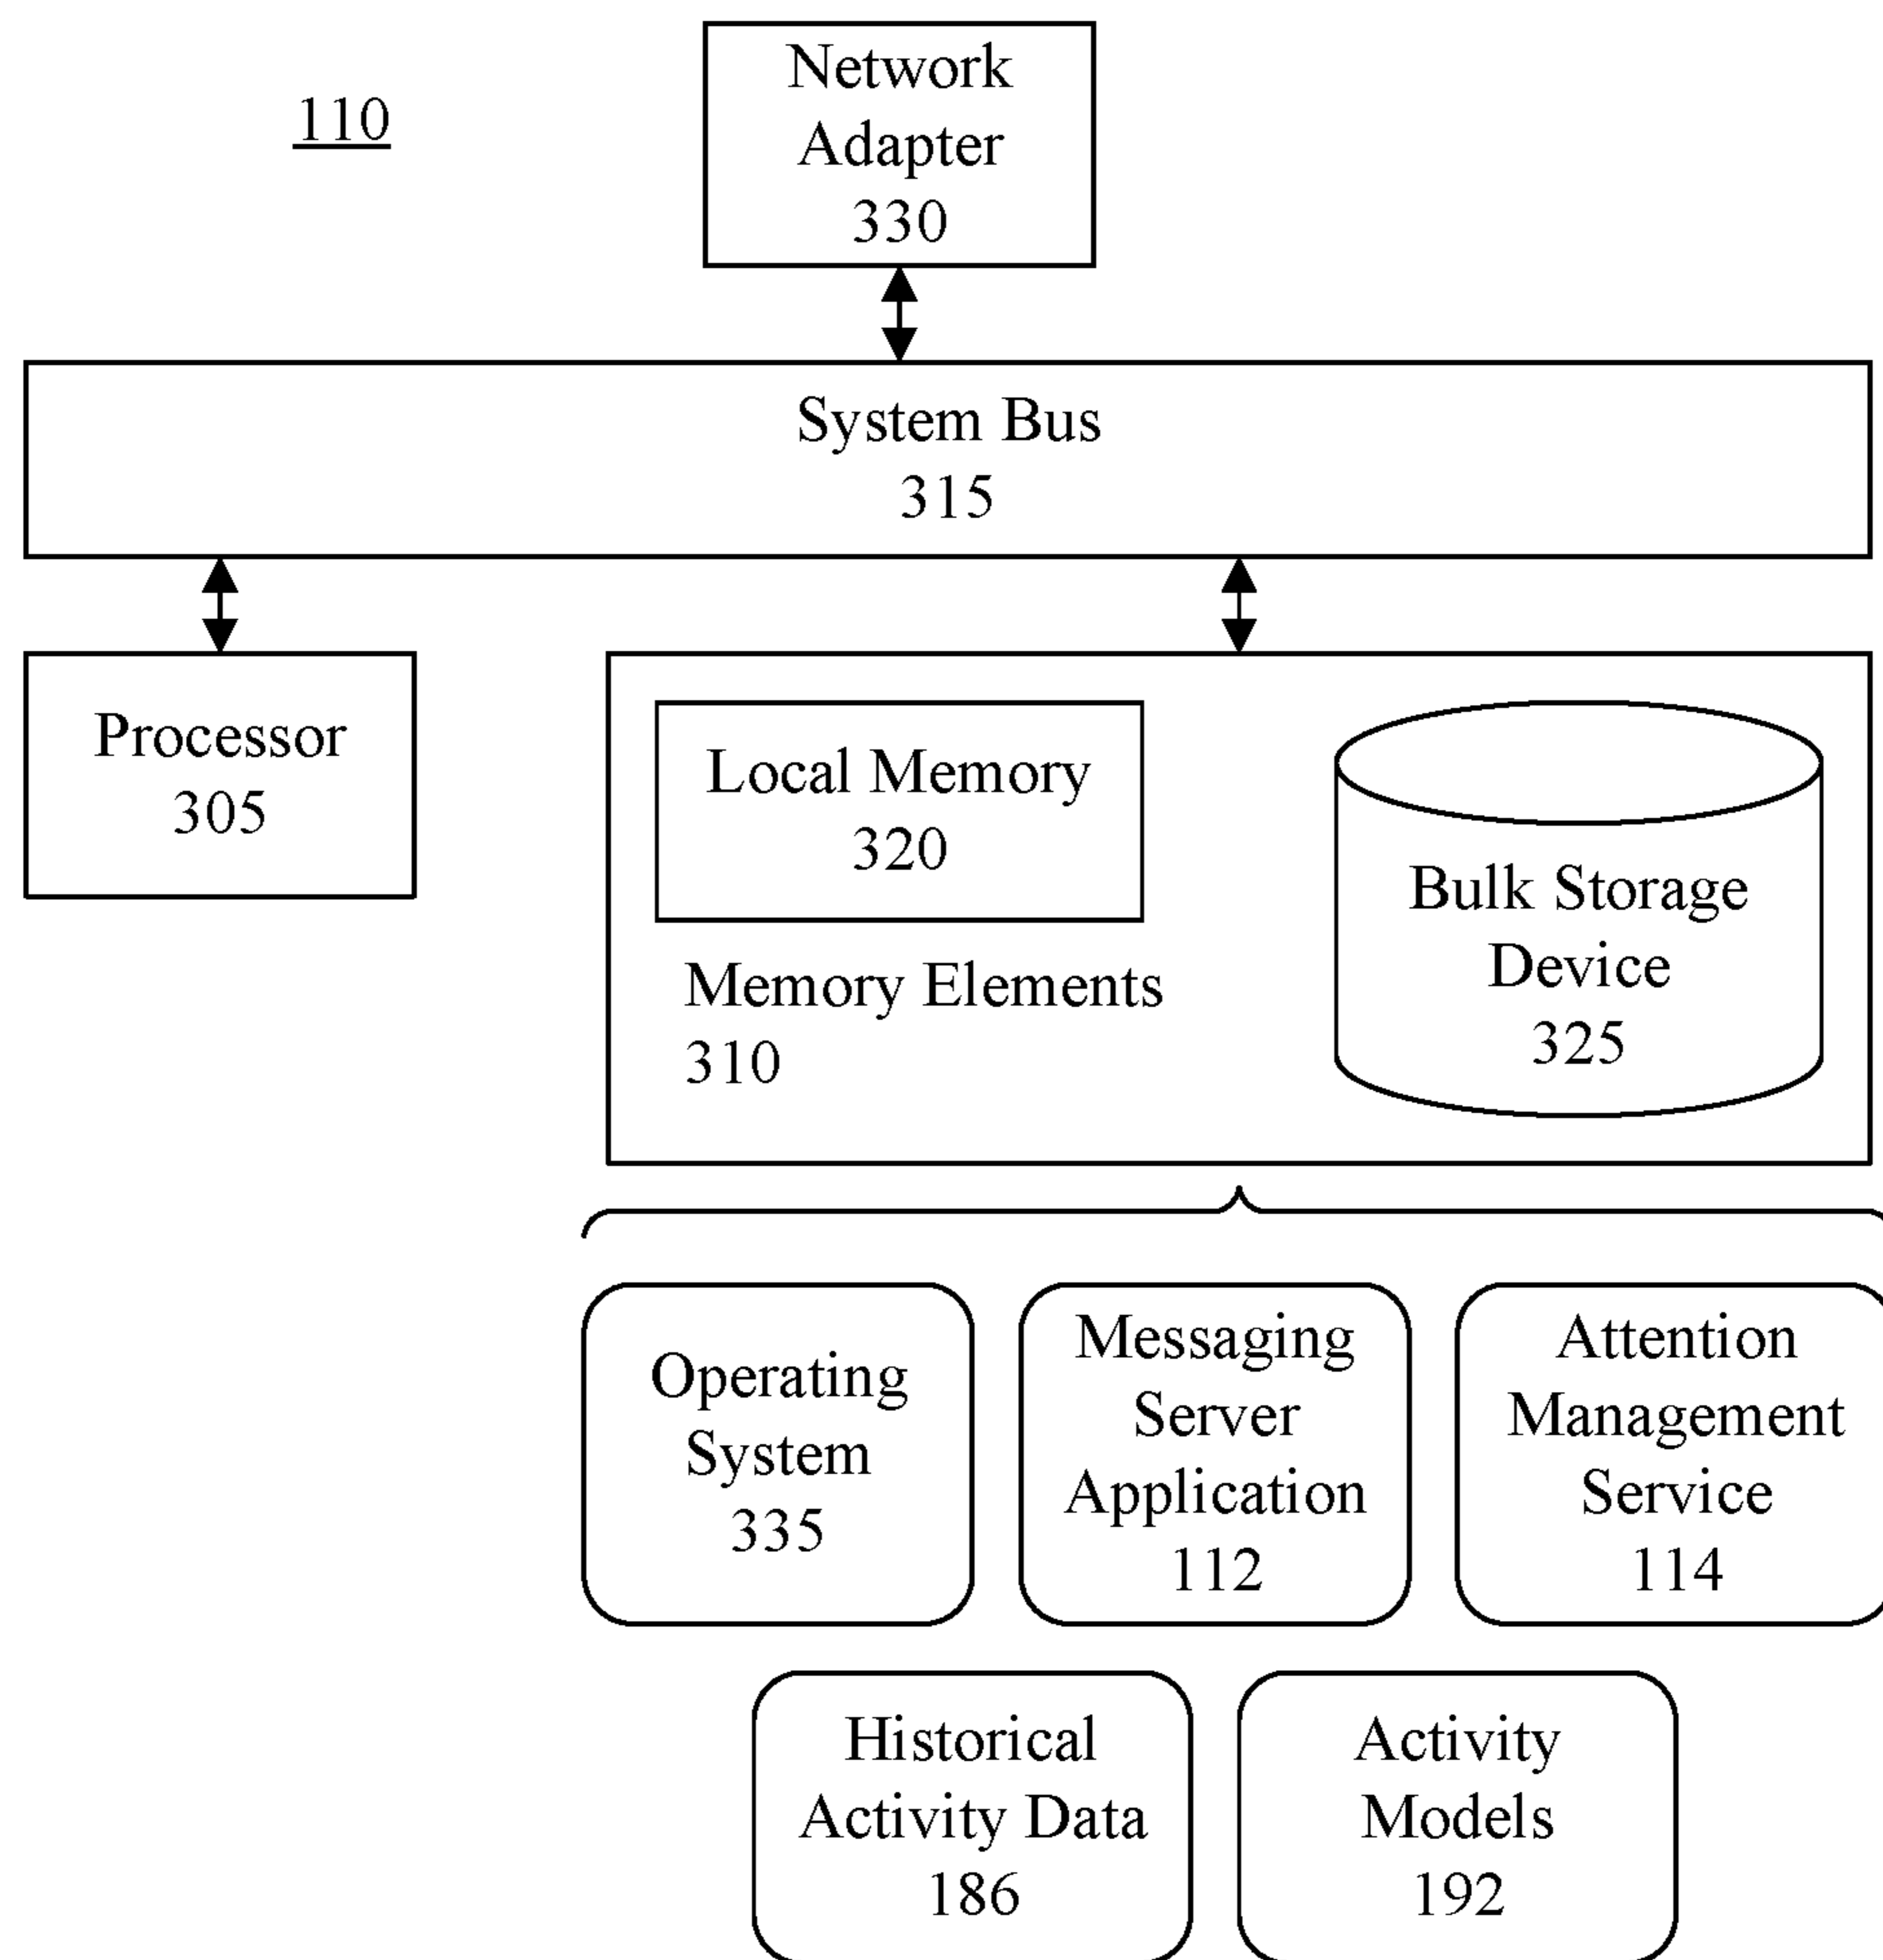 110
Network
Adapter
330
System Bus
315
Processor
305
Local Memory
320
Memory Elements
310
Bulk Storage
Device
325
Operating
System
335
Messaging
Server
Application
112
Attention
Management
Service
114
Historical
Activity Data
186
Activity
Models
192